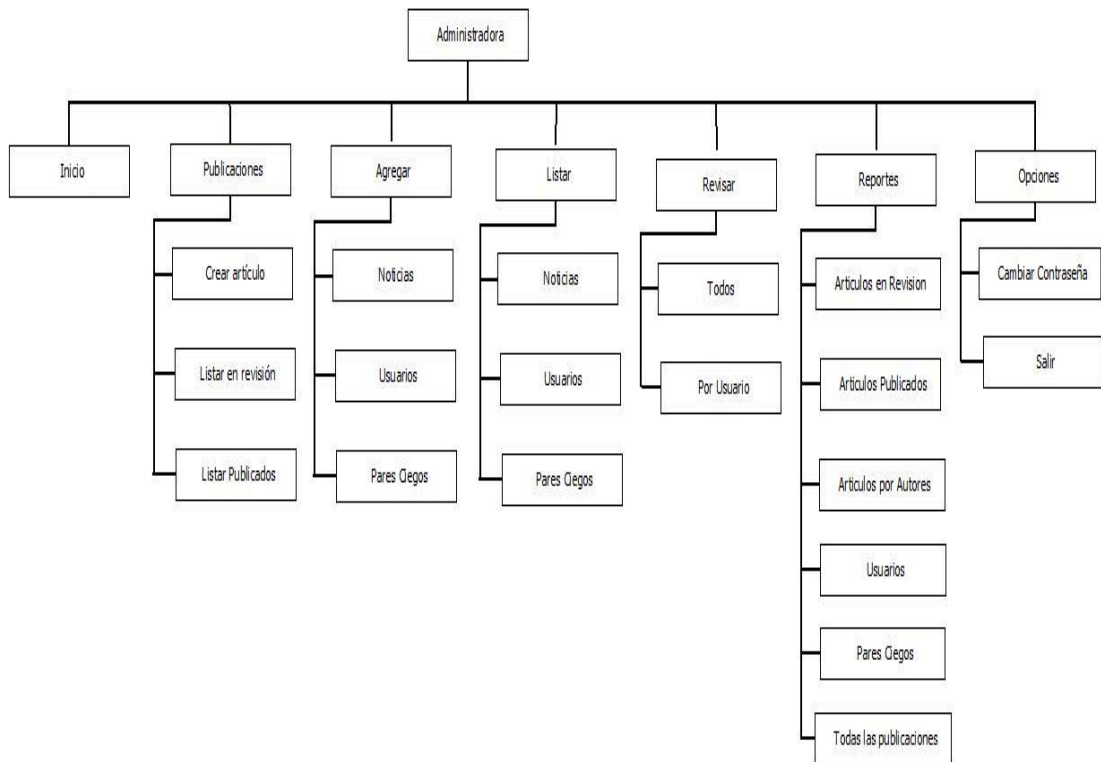 Administradora
Inicio
Publicaciones
Agregar
Listar
Revisar
Reportes
Opciones
Crear artículo
Listar en revisión
Listar Publicados
Noticias
Usuarios
Pares Ciegos
Noticias
Usuarios
Pares Ciegos
Todos
Por Usuario
Articulos en Revision
Articulos Publicados
Articulos por Autores
Usuarios
Pares Ciegos
Todas las publicaciones
Cambiar Contraseña
Salir